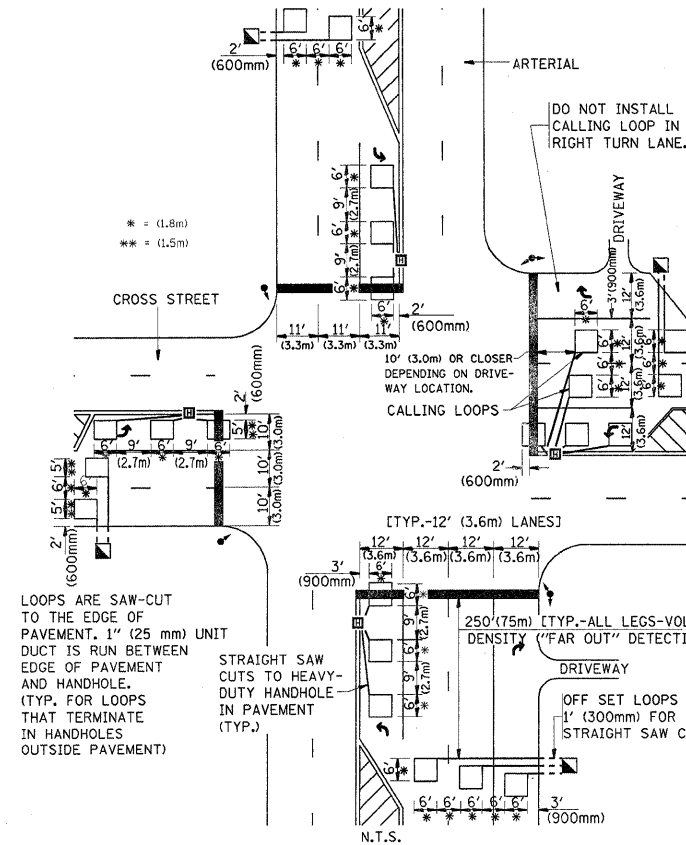 6'
2'
(600mm)
6' 6' 6'
* * *
ARTERIAL
DO NOT INSTALL
CALLING LOOP IN
RIGHT TURN LANE.
DRIVEWAY
* = (1.8m)
** = (1.5m)
6' *
9' (2.7m)
6' *
9' (2.7m)
6' *
H
6'
*
2'
(600mm)
11' 11' 11'
(3.3m) (3.3m) (3.3m)
CROSS STREET
3'(900mm)
12'
(3.6m)
10' (3.0m) OR CLOSER
DEPENDING ON DRIVE-
WAY LOCATION.
CALLING LOOPS
12'
(3.6m)
12'
(3.6m)
12'
(3.6m)
H
2'
(600mm)
2'
(600mm)
H
6' 9' 6' 9' 6'
* (2.7m) * (2.7m) *
5'
10'
(3.0m)
10'
(3.0m)
10'
(3.0m)
5'
6'
5'
2'
(600mm)
[TYP.-12' (3.6m) LANES]
12' 12' 12' 12'
(3.6m) (3.6m) (3.6m) (3.6m)
3'
(900mm)
6'
*
H
6' *
9' (2.7m)
6' *
9' (2.7m)
6' *
LOOPS ARE SAW-CUT
TO THE EDGE OF
PAVEMENT. 1" (25 mm) UNIT
DUCT IS RUN BETWEEN
EDGE OF PAVEMENT
AND HANDHOLE.
(TYP. FOR LOOPS
THAT TERMINATE
IN HANDHOLES
OUTSIDE PAVEMENT)
STRAIGHT SAW
CUTS TO HEAVY-
DUTY HANDHOLE
IN PAVEMENT
(TYP.)
250'(75m) [TYP.-ALL LEGS-VOL
DENSITY ("FAR OUT" DETECTI
DRIVEWAY
OFF SET LOOPS
1' (300mm) FOR
STRAIGHT SAW C
6' *
6' 6' 6' 6' 6'
* * * * *
3'
(900mm)
N.T.S.